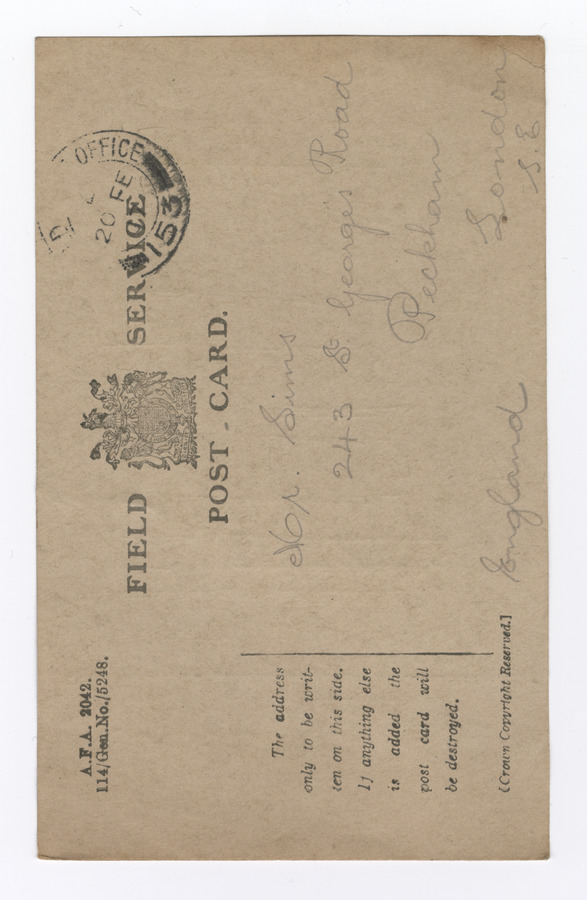 A.F.A. 2042.
114/Gen.No./5248.
FIELD SERVICE
POST-CARD.
OFFICE
20 FE
153
The address
only to be writ-
ten on this side.
If anything else
is added the
post card will
be destroyed.
Mr. Sims
243 St George's Road
Peckham
London
S.E
England
[Crown Copyright Reserved.]